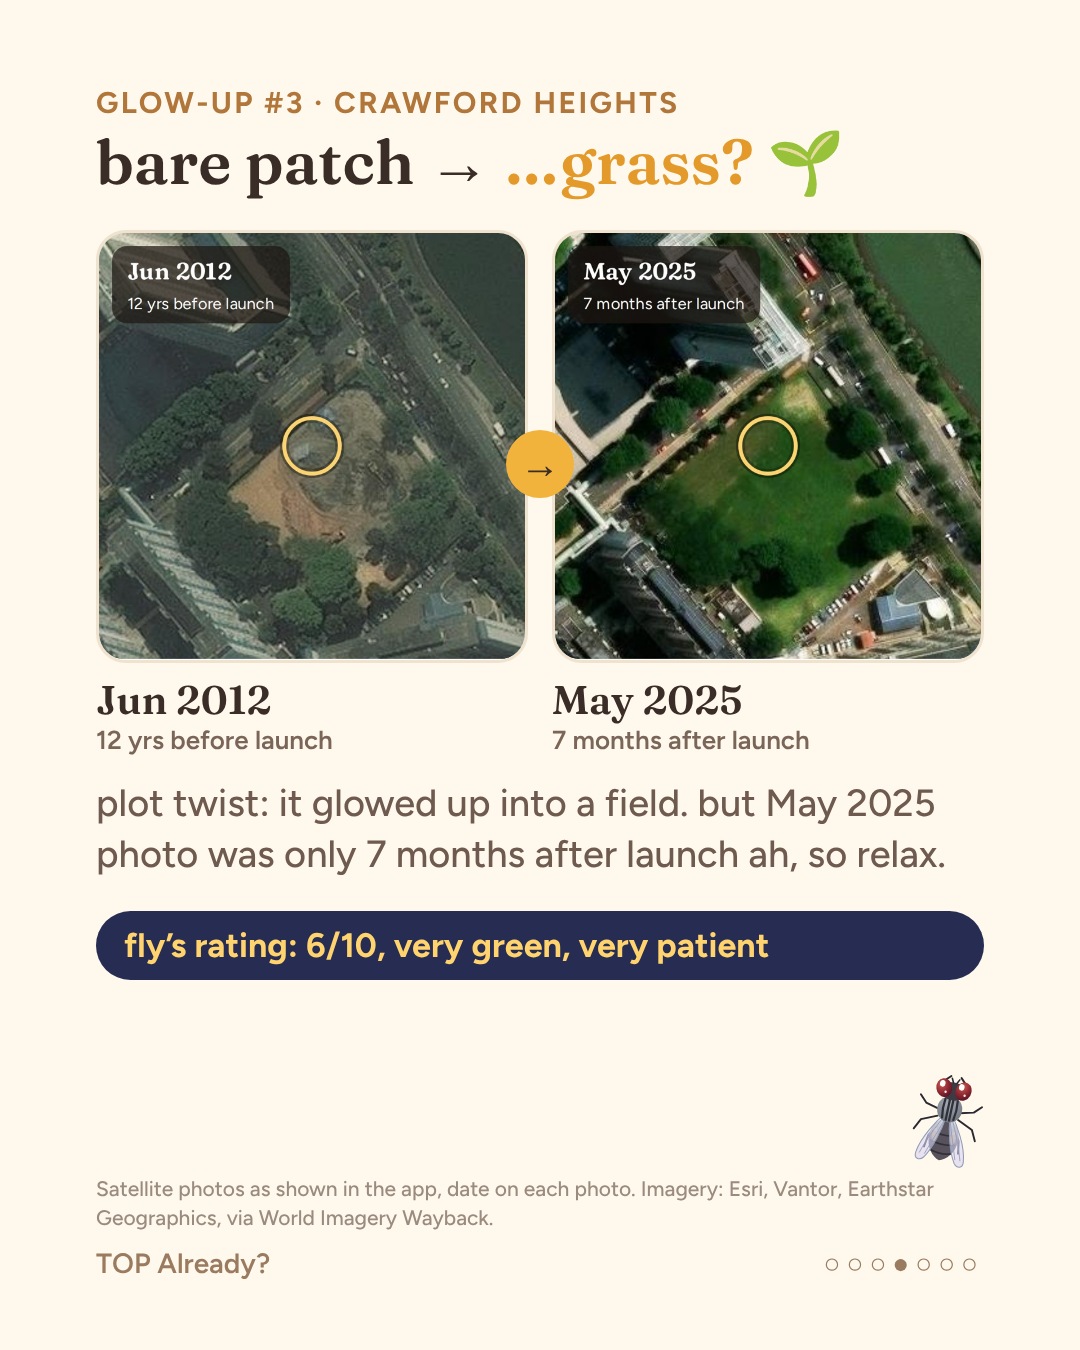 GLOW-UP #3 · CRAWFORD HEIGHTS
bare patch → ...grass? 🌱
Jun 2012
12 yrs before launch
May 2025
7 months after launch
→
Jun 2012
12 yrs before launch
May 2025
7 months after launch
plot twist: it glowed up into a field. but May 2025
photo was only 7 months after launch ah, so relax.
fly’s rating: 6/10, very green, very patient
Satellite photos as shown in the app, date on each photo. Imagery: Esri, Vantor, Earthstar
Geographics, via World Imagery Wayback.
TOP Already?